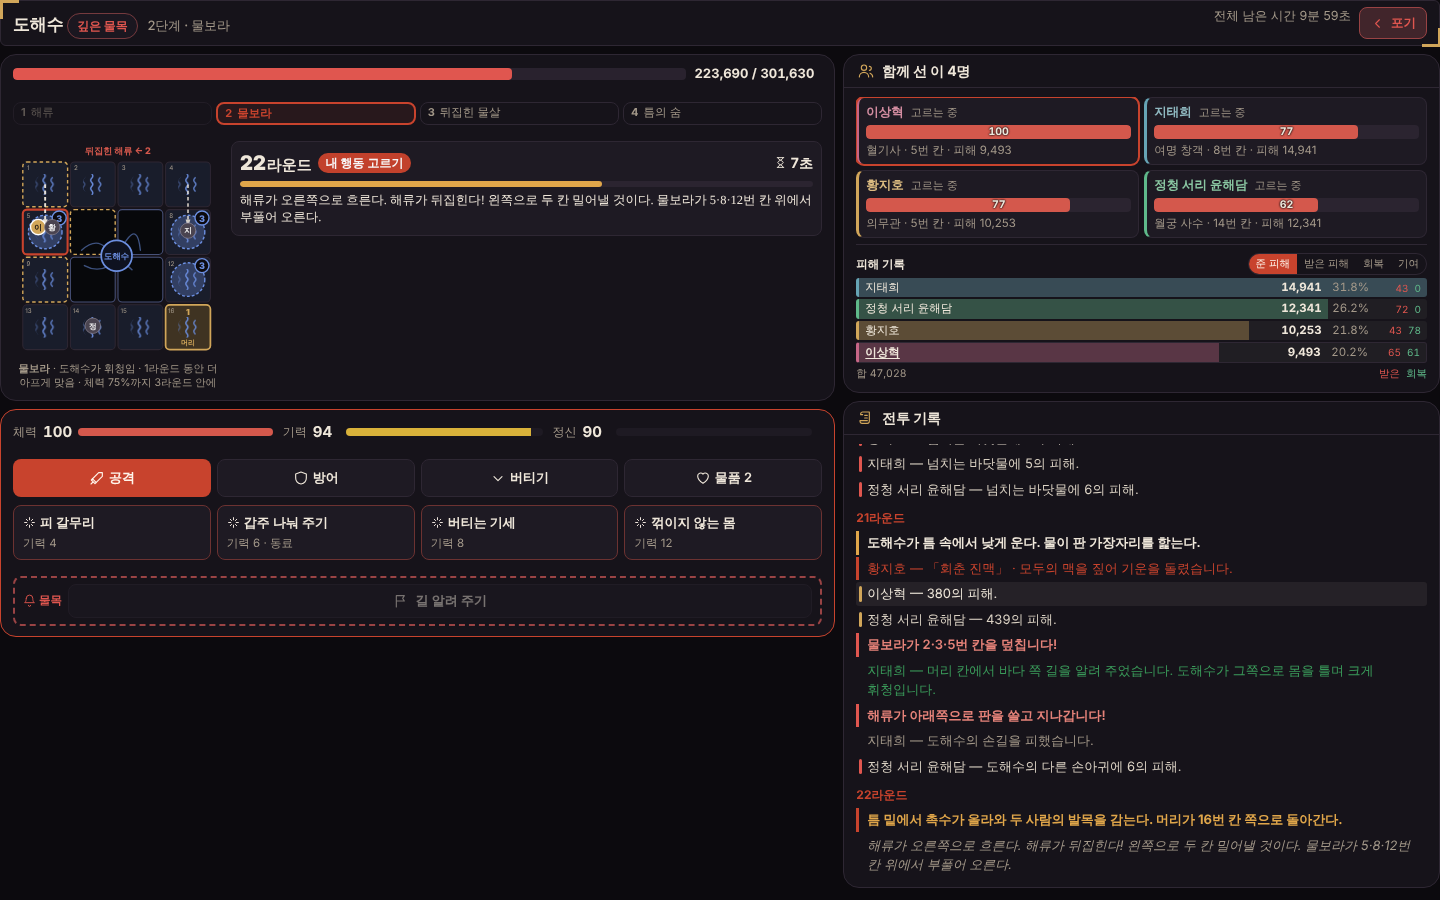 도해수 깊은 물목 2단계 · 물보라
전체 남은 시간 9분 59초
포기
223,690 / 301,630
1 해류
2 물보라
3 뒤집힌 물살
4 틈의 숨
뒤집힌 해류 ← 2
1 2 3 4
5 3 8 3
이 황 지
도해수
9 12 3
13 14 15 16 1
정 머리
물보라 · 도해수가 휘청임 · 1라운드 동안 더
아프게 맞음 · 체력 75%까지 3라운드 안에
22라운드 내 행동 고르기
7초
해류가 오른쪽으로 흐른다. 해류가 뒤집힌다! 왼쪽으로 두 칸 밀어낼 것이다. 물보라가 5·8·12번 칸 위에서
부풀어 오른다.
체력 100 기력 94 정신 90
공격
방어
버티기
물품 2
피 갈무리
기력 4
갑주 나눠 주기
기력 6 · 동료
버티는 기세
기력 8
꺾이지 않는 몸
기력 12
물목
길 알려 주기
함께 선 이 4명
이상혁 고르는 중
100
혈기사 · 5번 칸 · 피해 9,493
지태희 고르는 중
77
여명 창객 · 8번 칸 · 피해 14,941
황지호 고르는 중
77
의무관 · 5번 칸 · 피해 10,253
정청 서리 윤해담 고르는 중
62
월궁 사수 · 14번 칸 · 피해 12,341
피해 기록
준 피해 받은 피해 회복 기여
지태희 14,941 31.8% 43 0
정청 서리 윤해담 12,341 26.2% 72 0
황지호 10,253 21.8% 43 78
이상혁 9,493 20.2% 65 61
합 47,028
받은 회복
전투 기록
지태희 — 넘치는 바닷물에 5의 피해.
정청 서리 윤해담 — 넘치는 바닷물에 6의 피해.
21라운드
도해수가 틈 속에서 낮게 운다. 물이 판 가장자리를 핥는다.
황지호 — 「회춘 진맥」 · 모두의 맥을 짚어 기운을 돌렸습니다.
이상혁 — 380의 피해.
정청 서리 윤해담 — 439의 피해.
물보라가 2·3·5번 칸을 덮칩니다!
지태희 — 머리 칸에서 바다 쪽 길을 알려 주었습니다. 도해수가 그쪽으로 몸을 틀며 크게
휘청입니다.
해류가 아래쪽으로 판을 쓸고 지나갑니다!
지태희 — 도해수의 손길을 피했습니다.
정청 서리 윤해담 — 도해수의 다른 손아귀에 6의 피해.
22라운드
틈 밑에서 촉수가 올라와 두 사람의 발목을 감는다. 머리가 16번 칸 쪽으로 돌아간다.
해류가 오른쪽으로 흐른다. 해류가 뒤집힌다! 왼쪽으로 두 칸 밀어낼 것이다. 물보라가 5·8·12번
칸 위에서 부풀어 오른다.